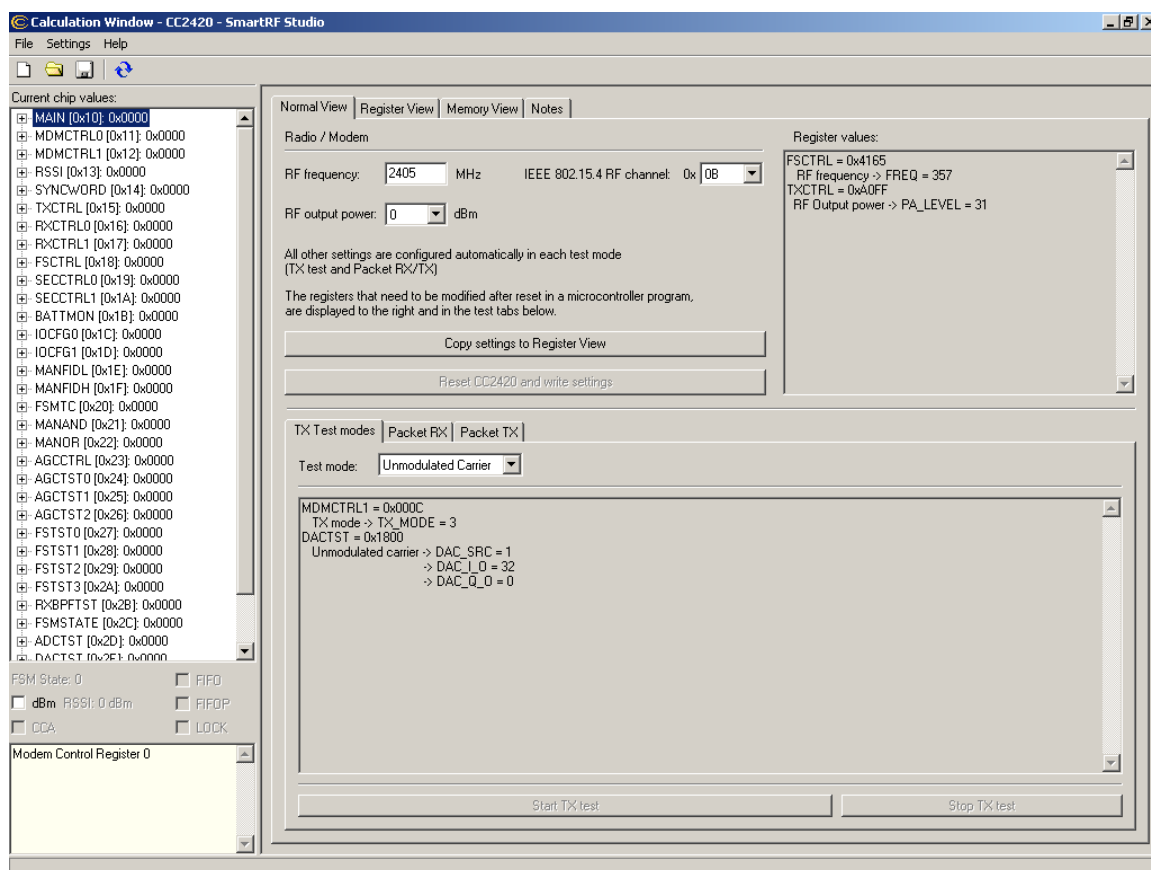 Calculation Window - CC2420 - SmartRF Studio
File Settings Help
Current chip values:
MAIN [0x10]: 0x0000
MDMCTRL0 [0x11]: 0x0000
MDMCTRL1 [0x12]: 0x0000
RSSI [0x13]: 0x0000
SYNCWORD [0x14]: 0x0000
TXCTRL [0x15]: 0x0000
RXCTRL0 [0x16]: 0x0000
RXCTRL1 [0x17]: 0x0000
FSCTRL [0x18]: 0x0000
SECCTRL0 [0x19]: 0x0000
SECCTRL1 [0x1A]: 0x0000
BATTMON [0x1B]: 0x0000
IOCFG0 [0x1C]: 0x0000
IOCFG1 [0x1D]: 0x0000
MANFIDL [0x1E]: 0x0000
MANFIDH [0x1F]: 0x0000
FSMTC [0x20]: 0x0000
MANAND [0x21]: 0x0000
MANOR [0x22]: 0x0000
AGCCTRL [0x23]: 0x0000
AGCTST0 [0x24]: 0x0000
AGCTST1 [0x25]: 0x0000
AGCTST2 [0x26]: 0x0000
FSTST0 [0x27]: 0x0000
FSTST1 [0x28]: 0x0000
FSTST2 [0x29]: 0x0000
FSTST3 [0x2A]: 0x0000
RXBPFTST [0x2B]: 0x0000
FSMSTATE [0x2C]: 0x0000
ADCTST [0x2D]: 0x0000
DACTST [0x2E]: 0x0000
FSM State: 0 FIFO
dBm RSSI: 0 dBm FIFOP
CCA LOCK
Modem Control Register 0
Normal View Register View Memory View Notes
Radio / Modem
RF frequency: 2405 MHz IEEE 802.15.4 RF channel: 0x 0B
RF output power: 0 dBm
All other settings are configured automatically in each test mode
(TX test and Packet RX/TX)
The registers that need to be modified after reset in a microcontroller program,
are displayed to the right and in the test tabs below.
Copy settings to Register View
Reset CC2420 and write settings
Register values:
FSCTRL = 0x4165
RF frequency -> FREQ = 357
TXCTRL = 0xA0FF
RF Output power -> PA_LEVEL = 31
TX Test modes Packet RX Packet TX
Test mode: Unmodulated Carrier
MDMCTRL1 = 0x000C
TX mode -> TX_MODE = 3
DACTST = 0x1800
Unmodulated carrier -> DAC_SRC = 1
-> DAC_I_O = 32
-> DAC_Q_O = 0
Start TX test Stop TX test